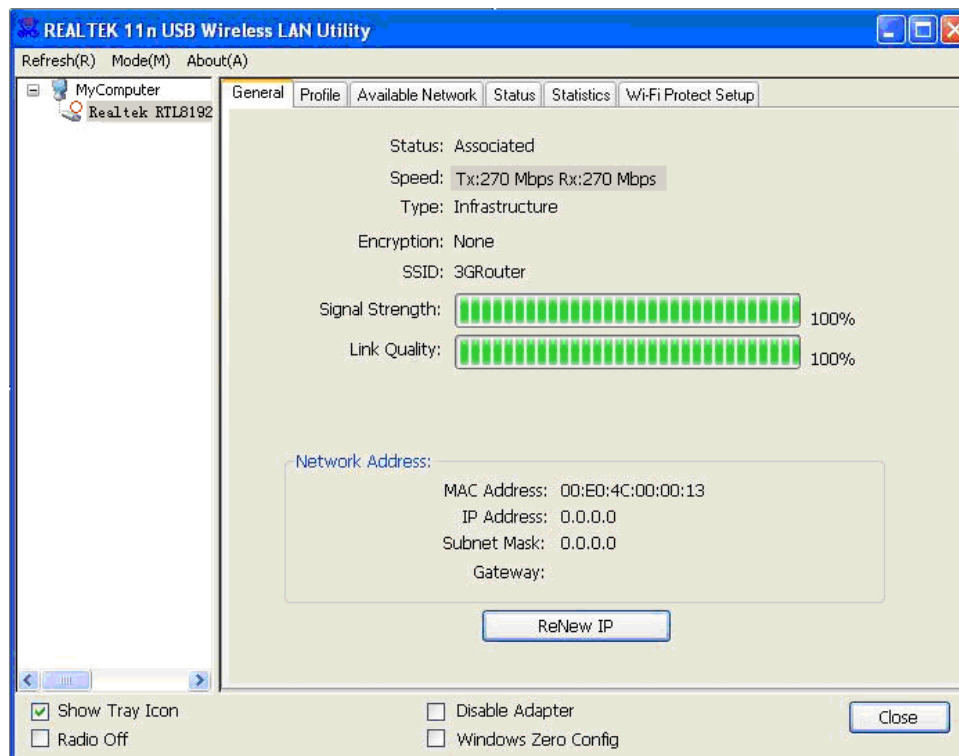 REALTEK 11n USB Wireless LAN Utility
Refresh(R) Mode(M) About(A)
MyComputer
Realtek RTL8192
General Profile Available Network Status Statistics Wi-Fi Protect Setup
Status: Associated
Speed: Tx:270 Mbps Rx:270 Mbps
Type: Infrastructure
Encryption: None
SSID: 3GRouter
Signal Strength: 100%
Link Quality: 100%
Network Address:
MAC Address: 00:E0:4C:00:00:13
IP Address: 0.0.0.0
Subnet Mask: 0.0.0.0
Gateway:
ReNew IP
Show Tray Icon
Radio Off
Disable Adapter
Windows Zero Config
Close